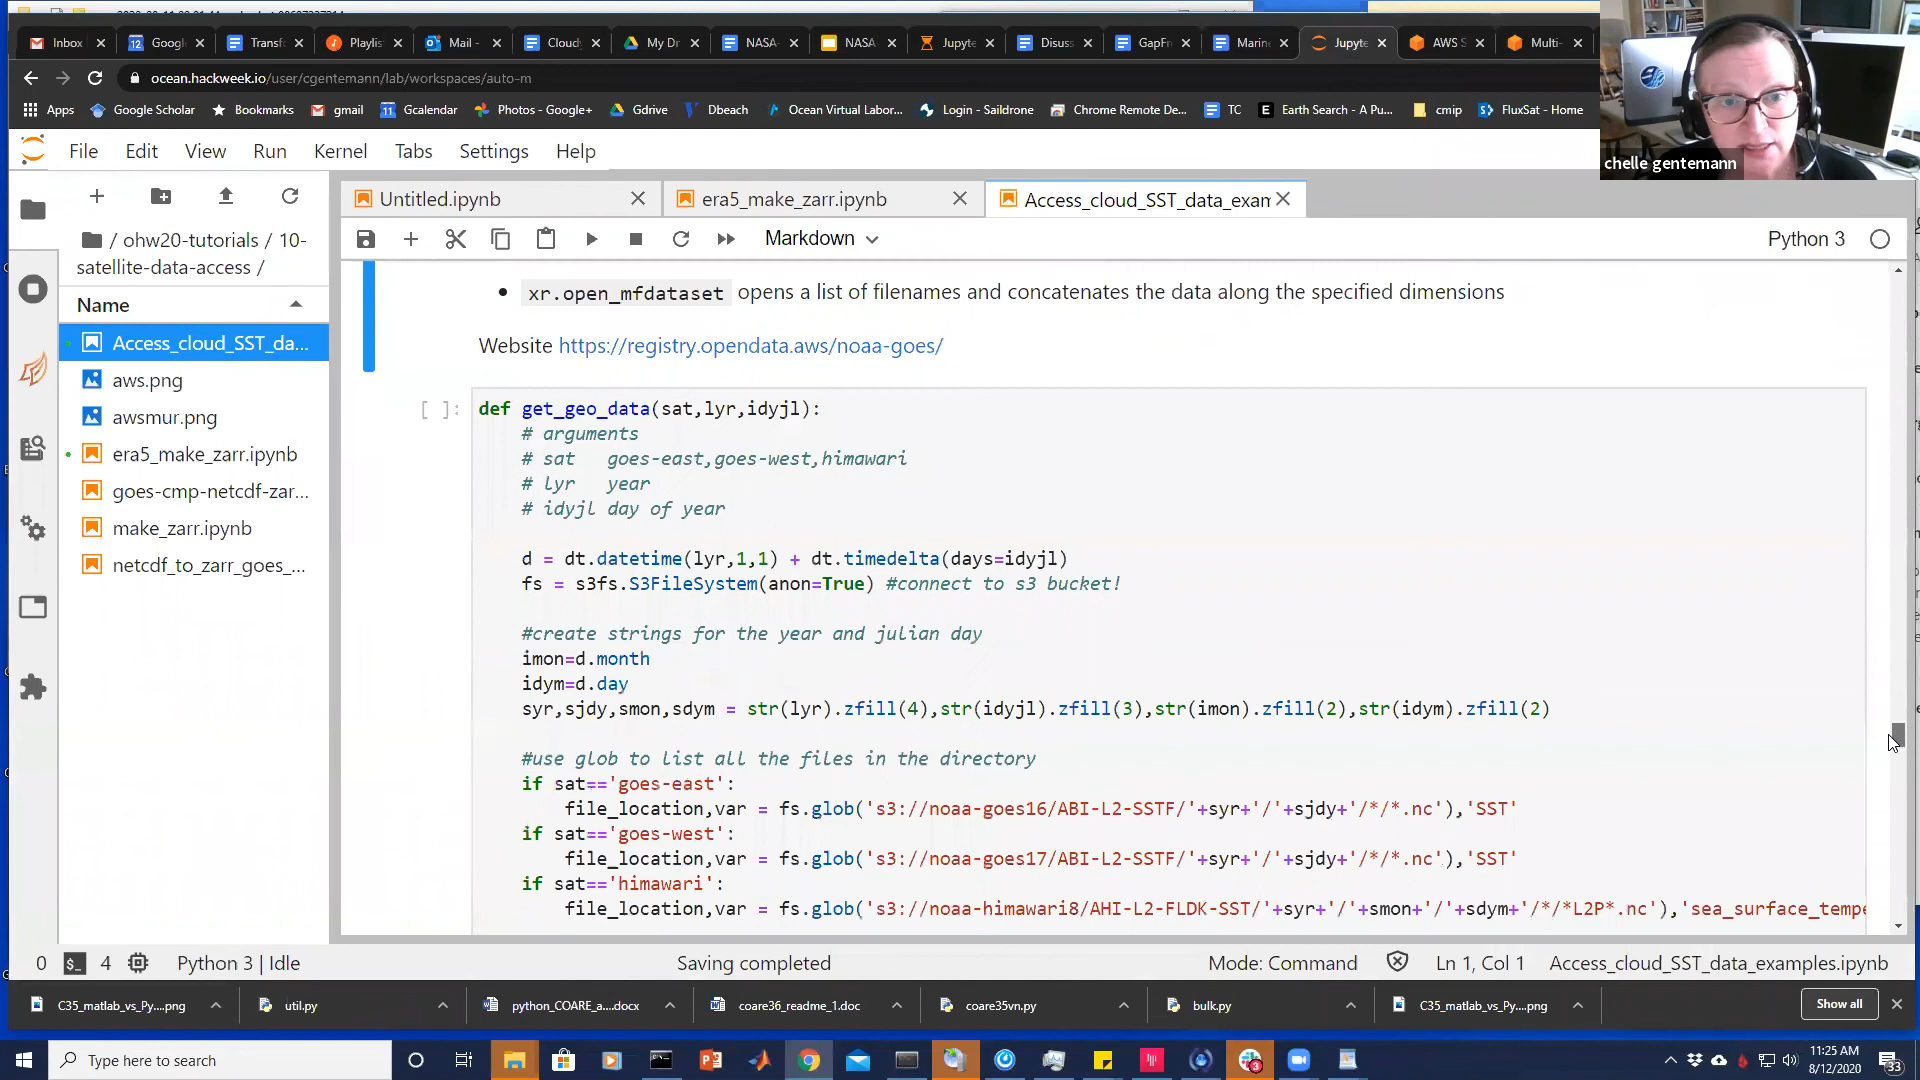 Inbox
Google
Transf
Playlis
Mail -
Cloudy
My Dr
NASA-
NASA
Jupyte
Disuss
GapFr
Marine
Jupyte
AWS S
Multi-
ocean.hackweek.io/user/cgentemann/lab/workspaces/auto-m
Apps
Google Scholar
Bookmarks
gmail
Gcalendar
Photos - Google+
Gdrive
Dbeach
Ocean Virtual Labor...
Login - Saildrone
Chrome Remote De...
TC
Earth Search - A Pu...
cmip
FluxSat - Home
chelle gentemann
File Edit View Run Kernel Tabs Settings Help
Untitled.ipynb
era5_make_zarr.ipynb
Access_cloud_SST_data_exam
Markdown
Python 3
/ ohw20-tutorials / 10-
satellite-data-access /
Name
Access_cloud_SST_da...
aws.png
awsmur.png
era5_make_zarr.ipynb
goes-cmp-netcdf-zar...
make_zarr.ipynb
netcdf_to_zarr_goes_...
• xr.open_mfdataset opens a list of filenames and concatenates the data along the specified dimensions
Website https://registry.opendata.aws/noaa-goes/
[ ]: def get_geo_data(sat,lyr,idyjl):
# arguments
# sat   goes-east,goes-west,himawari
# lyr   year
# idyjl day of year
d = dt.datetime(lyr,1,1) + dt.timedelta(days=idyjl)
fs = s3fs.S3FileSystem(anon=True) #connect to s3 bucket!
#create strings for the year and julian day
imon=d.month
idym=d.day
syr,sjdy,smon,sdym = str(lyr).zfill(4),str(idyjl).zfill(3),str(imon).zfill(2),str(idym).zfill(2)
#use glob to list all the files in the directory
if sat=='goes-east':
file_location,var = fs.glob('s3://noaa-goes16/ABI-L2-SSTF/'+syr+'/'+sjdy+'/*/*.nc'),'SST'
if sat=='goes-west':
file_location,var = fs.glob('s3://noaa-goes17/ABI-L2-SSTF/'+syr+'/'+sjdy+'/*/*.nc'),'SST'
if sat=='himawari':
file_location,var = fs.glob('s3://noaa-himawari8/AHI-L2-FLDK-SST/'+syr+'/'+smon+'/'+sdym+'/*/*L2P*.nc'),'sea_surface_tempe
0 4 Python 3 | Idle
Saving completed
Mode: Command
Ln 1, Col 1
Access_cloud_SST_data_examples.ipynb
C35_matlab_vs_Py....png
util.py
python_COARE_a....docx
coare36_readme_1.doc
coare35vn.py
bulk.py
C35_matlab_vs_Py....png
Show all
Type here to search
11:25 AM
8/12/2020
33